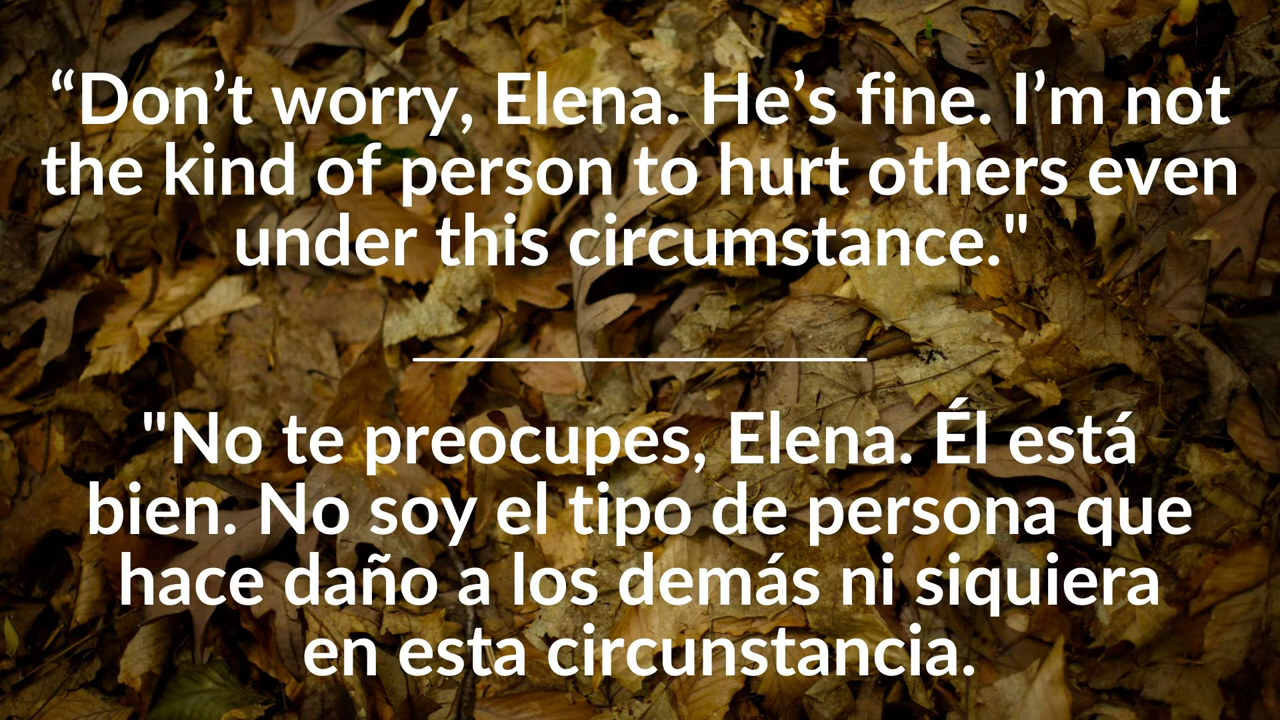 “Don’t worry, Elena. He’s fine. I’m not
the kind of person to hurt others even
under this circumstance."
"No te preocupes, Elena. Él está
bien. No soy el tipo de persona que
hace daño a los demás ni siquiera
en esta circunstancia.